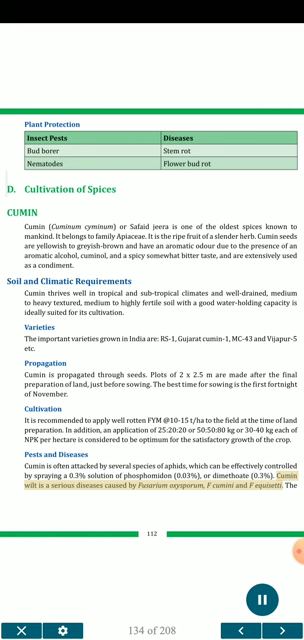 Plant Protection
Insect Pests Diseases
Bud borer Stem rot
Nematodes Flower bud rot
D. Cultivation of Spices
CUMIN
Cumin (Cuminum cyminum) or Safaid jeera is one of the oldest spices known to
mankind. It belongs to family Apiaceae. It is the ripe fruit of a slender herb. Cumin seeds
are yellowish to greyish-brown and have an aromatic odour due to the presence of an
aromatic alcohol, cuminol, and a spicy somewhat bitter taste, and are extensively used
as a condiment.
Soil and Climatic Requirements
Cumin thrives well in tropical and sub-tropical climates and well-drained, medium
to heavy textured, medium to highly fertile soil with a good water-holding capacity is
ideally suited for its cultivation.
Varieties
The important varieties grown in India are: RS-1, Gujarat cumin-1, MC-43 and Vijapur-5
etc.
Propagation
Cumin is propagated through seeds. Plots of 2 x 2.5 m are made after the final
preparation of land, just before sowing. The best time for sowing is the first fortnight
of November.
Cultivation
It is recommended to apply well rotten FYM @10-15 t/ha to the field at the time of land
preparation. In addition, an application of 25:20:20 or 50:50:80 kg or 30-40 kg each of
NPK per hectare is considered to be optimum for the satisfactory growth of the crop.
Pests and Diseases
Cumin is often attacked by several species of aphids, which can be effectively controlled
by spraying a 0.3% solution of phosphomidon (0.03%), or dimethoate (0.3%). Cumin
wilt is a serious diseases caused by Fusarium oxysporum, F cumini and F equisetti. The
112
134 of 208